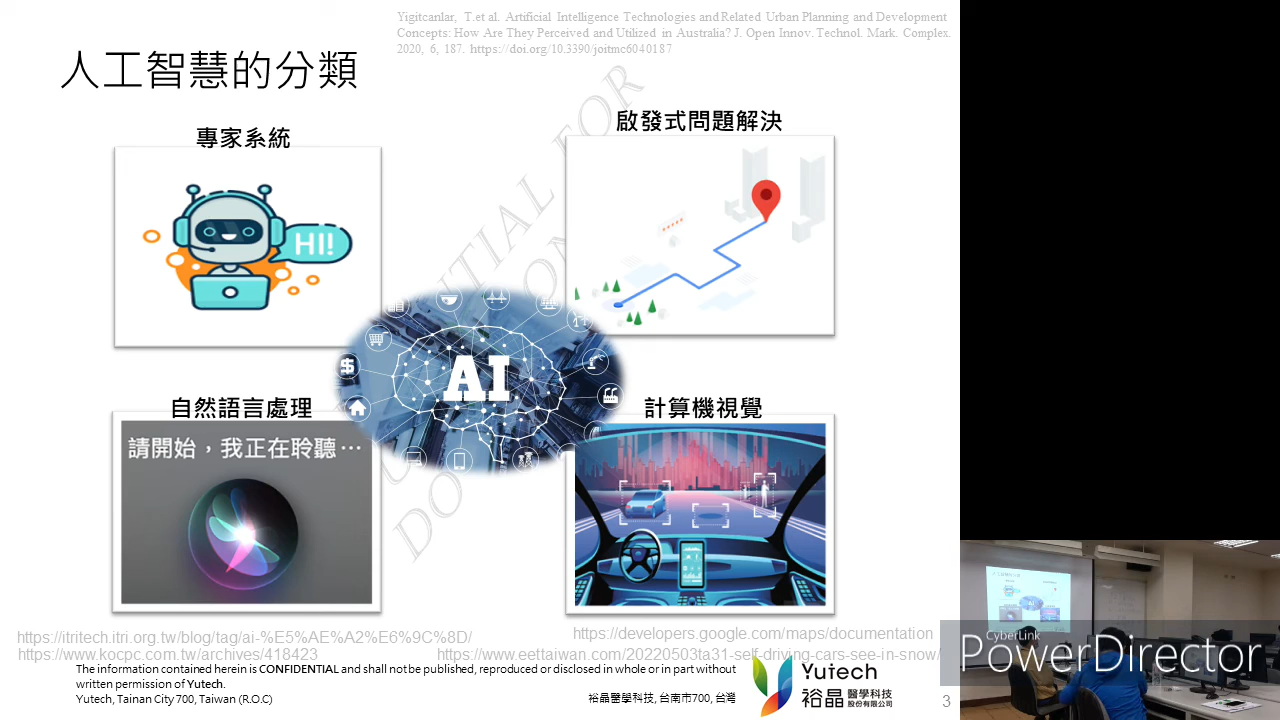 Yigitcanlar, T.et al. Artificial Intelligence Technologies and Related Urban Planning and Development
Concepts: How Are They Perceived and Utilized in Australia? J. Open Innov. Technol. Mark. Complex.
2020, 6, 187. https://doi.org/10.3390/joitmc6040187
人工智慧的分類
專家系統
啟發式問題解決
HI!
AI
自然語言處理
計算機視覺
請開始，我正在聆聽…
https://itritech.itri.org.tw/blog/tag/ai-%E5%AE%A2%E6%9C%8D/
https://developers.google.com/maps/documentation
https://www.kocpc.com.tw/archives/418423
https://www.eettaiwan.com/20220503ta31-self-driving-cars-see-in-snow/
The information contained herein is CONFIDENTIAL and shall not be published, reproduced or disclosed in whole or in part without
written permission of Yutech.
Yutech, Tainan City 700, Taiwan (R.O.C)
裕晶醫學科技, 台南市700, 台灣
Yutech
裕晶 醫學科技
股份有限公司
3
CyberLink
PowerDirector